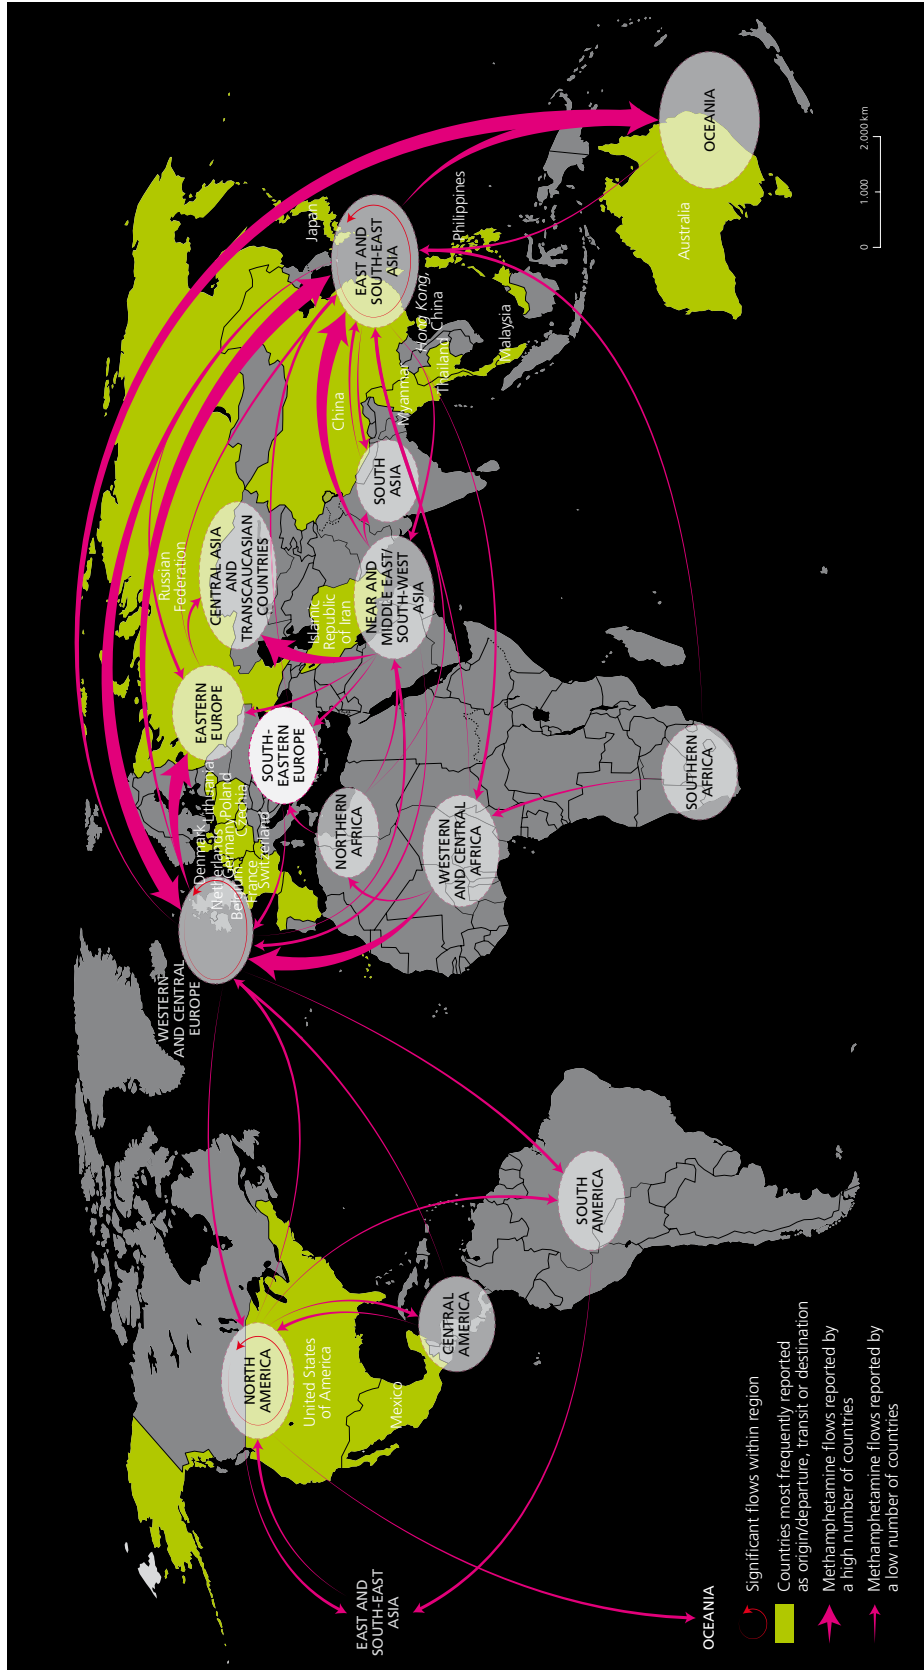 WESTERN
AND CENTRAL
EUROPE
Denmark
Netherlands
Belgium
France
Switzerland
Germany
Czechia
Poland
Lithuania
EASTERN
EUROPE
SOUTH-
EASTERN
EUROPE
Russian
Federation
CENTRAL ASIA
AND
TRANSCAUCASIAN
COUNTRIES
Islamic
Republic
of Iran
NEAR AND
MIDDLE EAST/
SOUTH-WEST
ASIA
SOUTH
ASIA
China
Japan
EAST AND
SOUTH-EAST
ASIA
Myanmar
Hong Kong,
China
Thailand
Philippines
Malaysia
OCEANIA
Australia
NORTH
AMERICA
United States
of America
Mexico
CENTRAL
AMERICA
SOUTH
AMERICA
NORTHERN
AFRICA
WESTERN
AND CENTRAL
AFRICA
SOUTHERN
AFRICA
EAST AND
SOUTH-EAST
ASIA
OCEANIA
0 1.000 2.000 km
Significant flows within region
Countries most frequently reported
as origin/departure, transit or destination
Methamphetamine flows reported by
a high number of countries
Methamphetamine flows reported by
a low number of countries